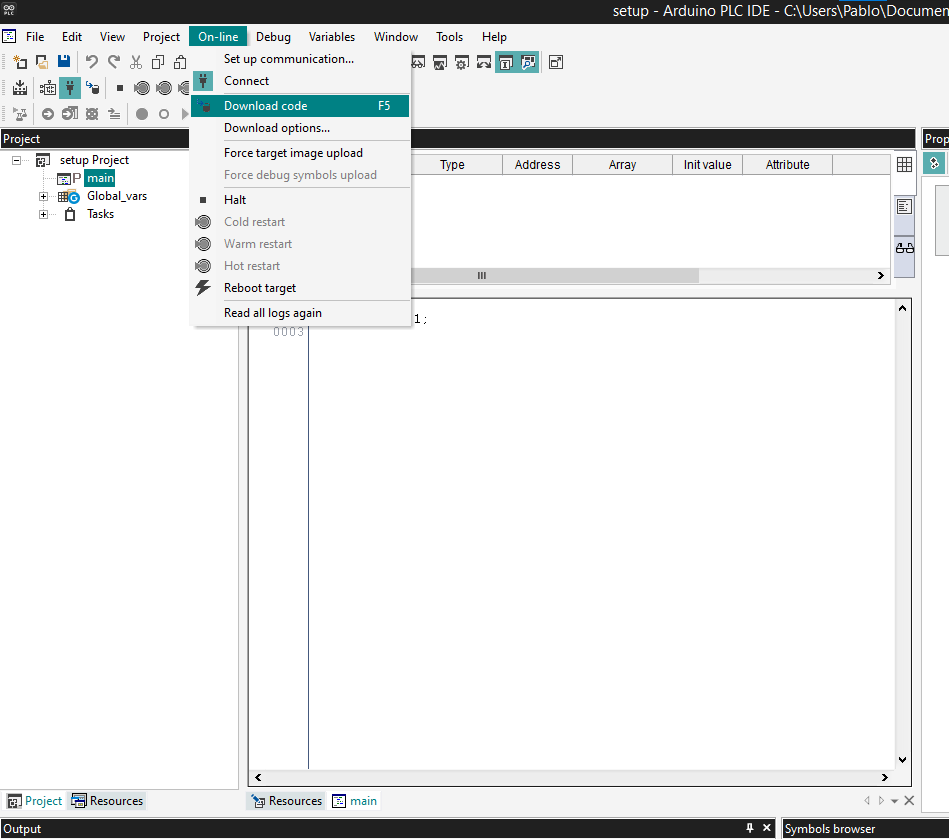 PLC
setup - Arduino PLC IDE - C:\Users\Pablo\Documen
File Edit View Project On-line Debug Variables Window Tools Help
Set up communication...
Connect
Download code F5
Download options...
Force target image upload
Force debug symbols upload
Halt
Cold restart
Warm restart
Hot restart
Reboot target
Read all logs again
Project
setup Project
P main
Global_vars
Tasks
Type Address Array Init value Attribute
Prop
1;
0003
Project Resources
Resources main
Output
Symbols browser